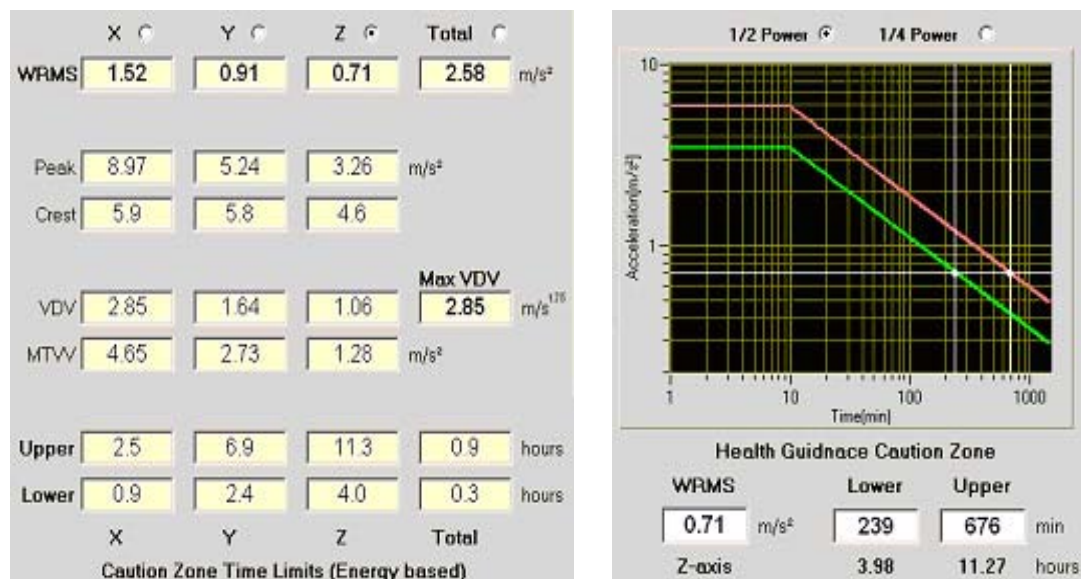 X Y Z Total
WRMS 1.52 0.91 0.71 2.58 m/s²
Peak 8.97 5.24 3.26 m/s²
Crest 5.9 5.8 4.6
Max VDV
VDV 2.85 1.64 1.06 2.85 m/s^1.75
MTVV 4.65 2.73 1.28 m/s²
Upper 2.5 6.9 11.3 0.9 hours
Lower 0.9 2.4 4.0 0.3 hours
X Y Z Total
Caution Zone Time Limits (Energy based)
1/2 Power 1/4 Power
10
Acceleration[m/s²]
1
1 10 100 1000
Time[min]
Health Guidnace Caution Zone
WRMS Lower Upper
0.71 m/s² 239 676 min
Z-axis 3.98 11.27 hours